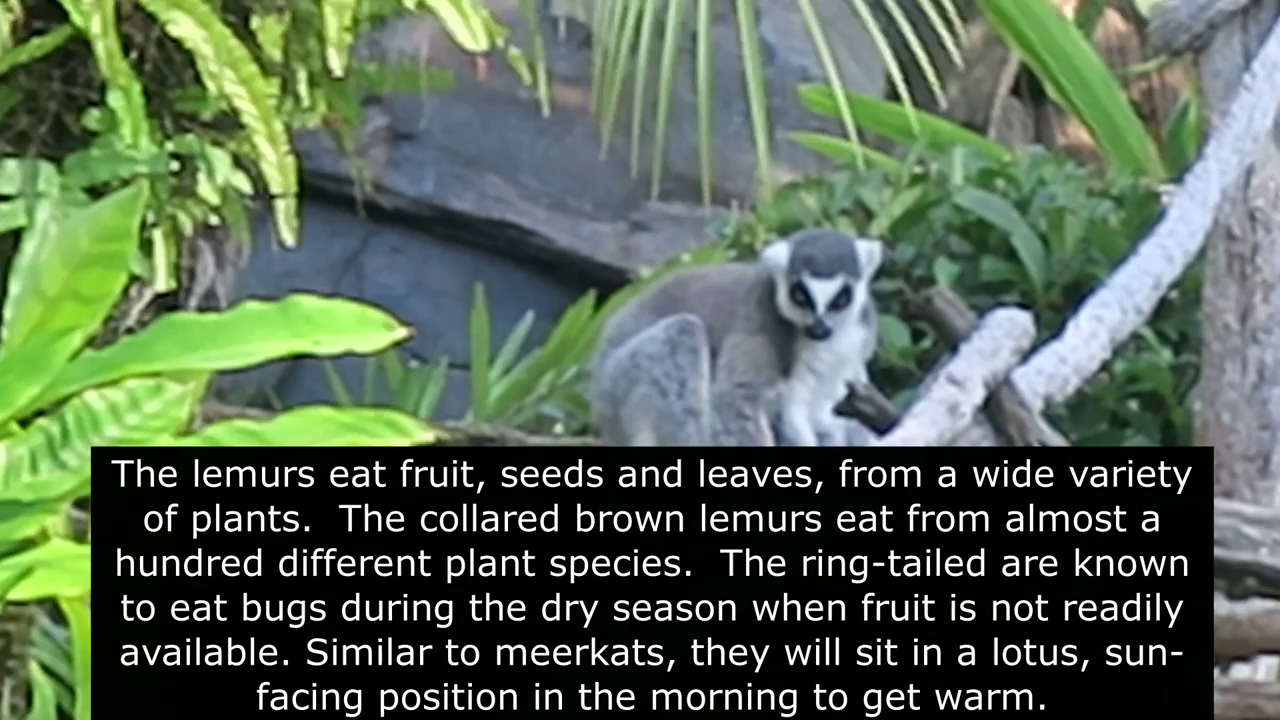 The lemurs eat fruit, seeds and leaves, from a wide variety
of plants.  The collared brown lemurs eat from almost a
hundred different plant species.  The ring-tailed are known
to eat bugs during the dry season when fruit is not readily
available. Similar to meerkats, they will sit in a lotus, sun-
facing position in the morning to get warm.